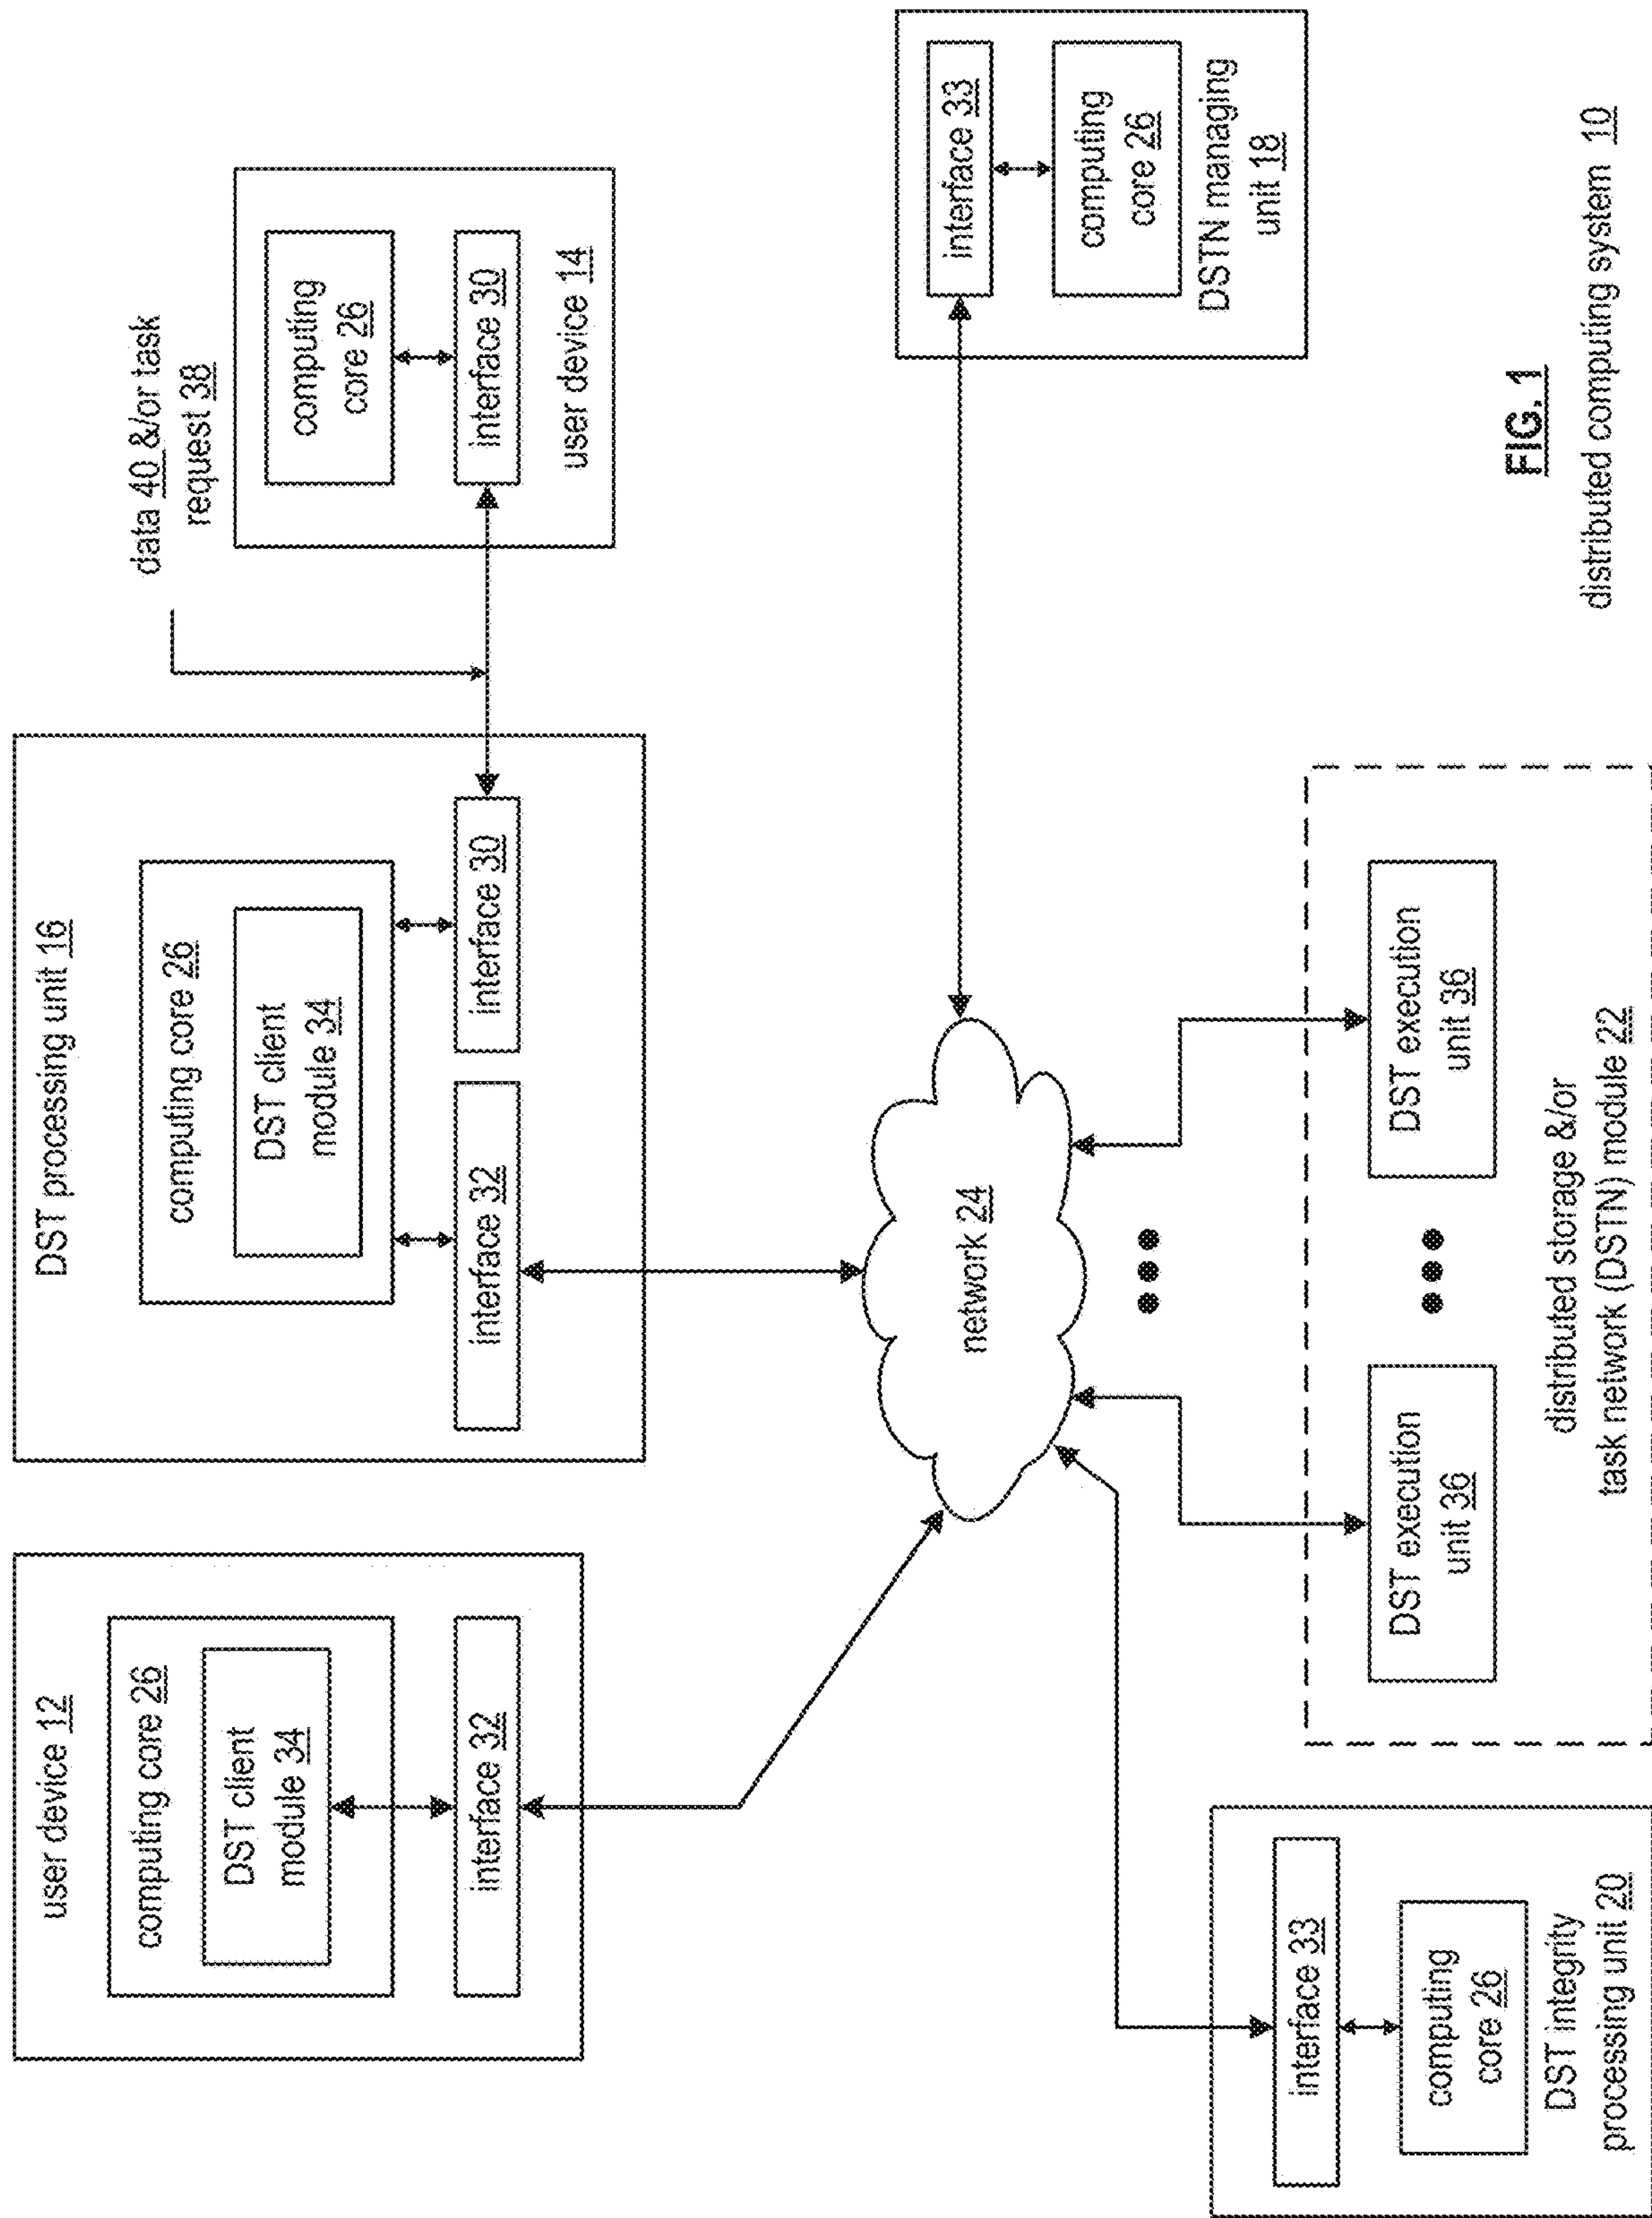 user device 12
computing core 26
DST client
module 34
interface 32
DST processing unit 16
computing core 26
DST client
module 34
interface 32
interface 30
data 40 &/or task
request 38
computing
core 26
interface 30
user device 14
network 24
interface 33
computing
core 26
DSTN managing
unit 18
interface 33
computing
core 26
DST integrity
processing unit 20
DST execution
unit 36
DST execution
unit 36
distributed storage &/or
task network (DSTN) module 22
FIG. 1
distributed computing system 10